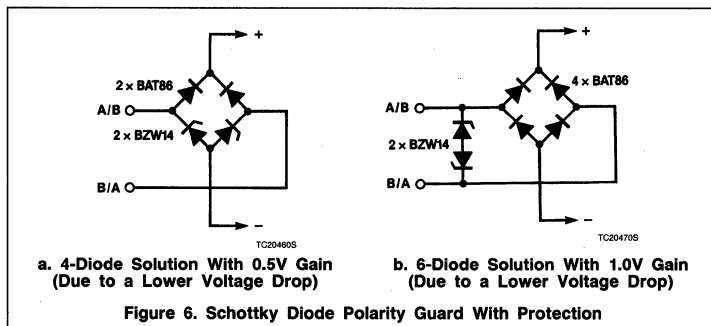 +
2 × BAT86
A/B
2 × BZW14
B/A
−
TC20460S
a. 4-Diode Solution With 0.5V Gain
(Due to a Lower Voltage Drop)
+
4 × BAT86
A/B
2 × BZW14
B/A
−
TC20470S
b. 6-Diode Solution With 1.0V Gain
(Due to a Lower Voltage Drop)
Figure 6. Schottky Diode Polarity Guard With Protection